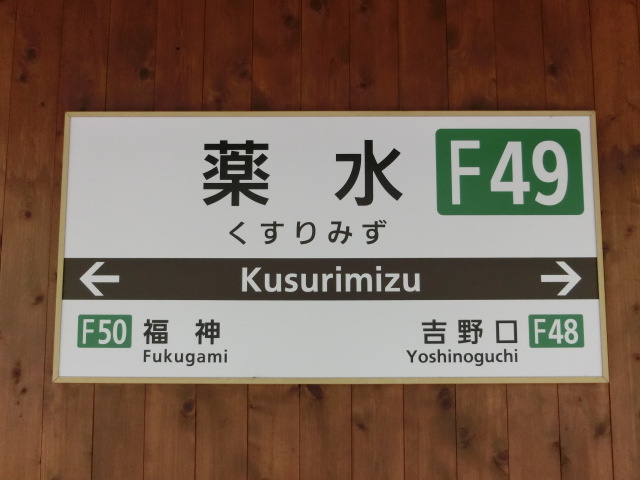 薬水 F49
くすりみず
← Kusurimizu →
F50 福神 吉野口 F48
Fukugami Yoshinoguchi